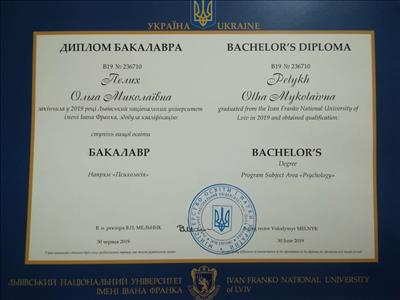 УКРАЇНА UKRAINE
ДИПЛОМ БАКАЛАВРА
В19 № 236710
Пелих
Ольга Миколаївна
закінчила у 2019 році Львівський національний університет
імені Івана Франка, здобула кваліфікацію:
ступінь вищої освіти
БАКАЛАВР
Напрям «Психологія»
В. о. ректора В.П. МЕЛЬНИК
30 червня 2019
BACHELOR'S DIPLOMA
B19 № 236710
Pelykh
Olha Mykolaivna
graduated from the Ivan Franko National University of
Lviv in 2019 and obtained qualification:
BACHELOR'S
Degree
Program Subject Area «Psychology»
rector Volodymyr MELNYK
30 June 2019
ЛЬВІВСЬКИЙ НАЦІОНАЛЬНИЙ УНІВЕРСИТЕТ
ІМЕНІ ІВАНА ФРАНКА
IVAN FRANKO NATIONAL UNIVERSITY
of LVIV